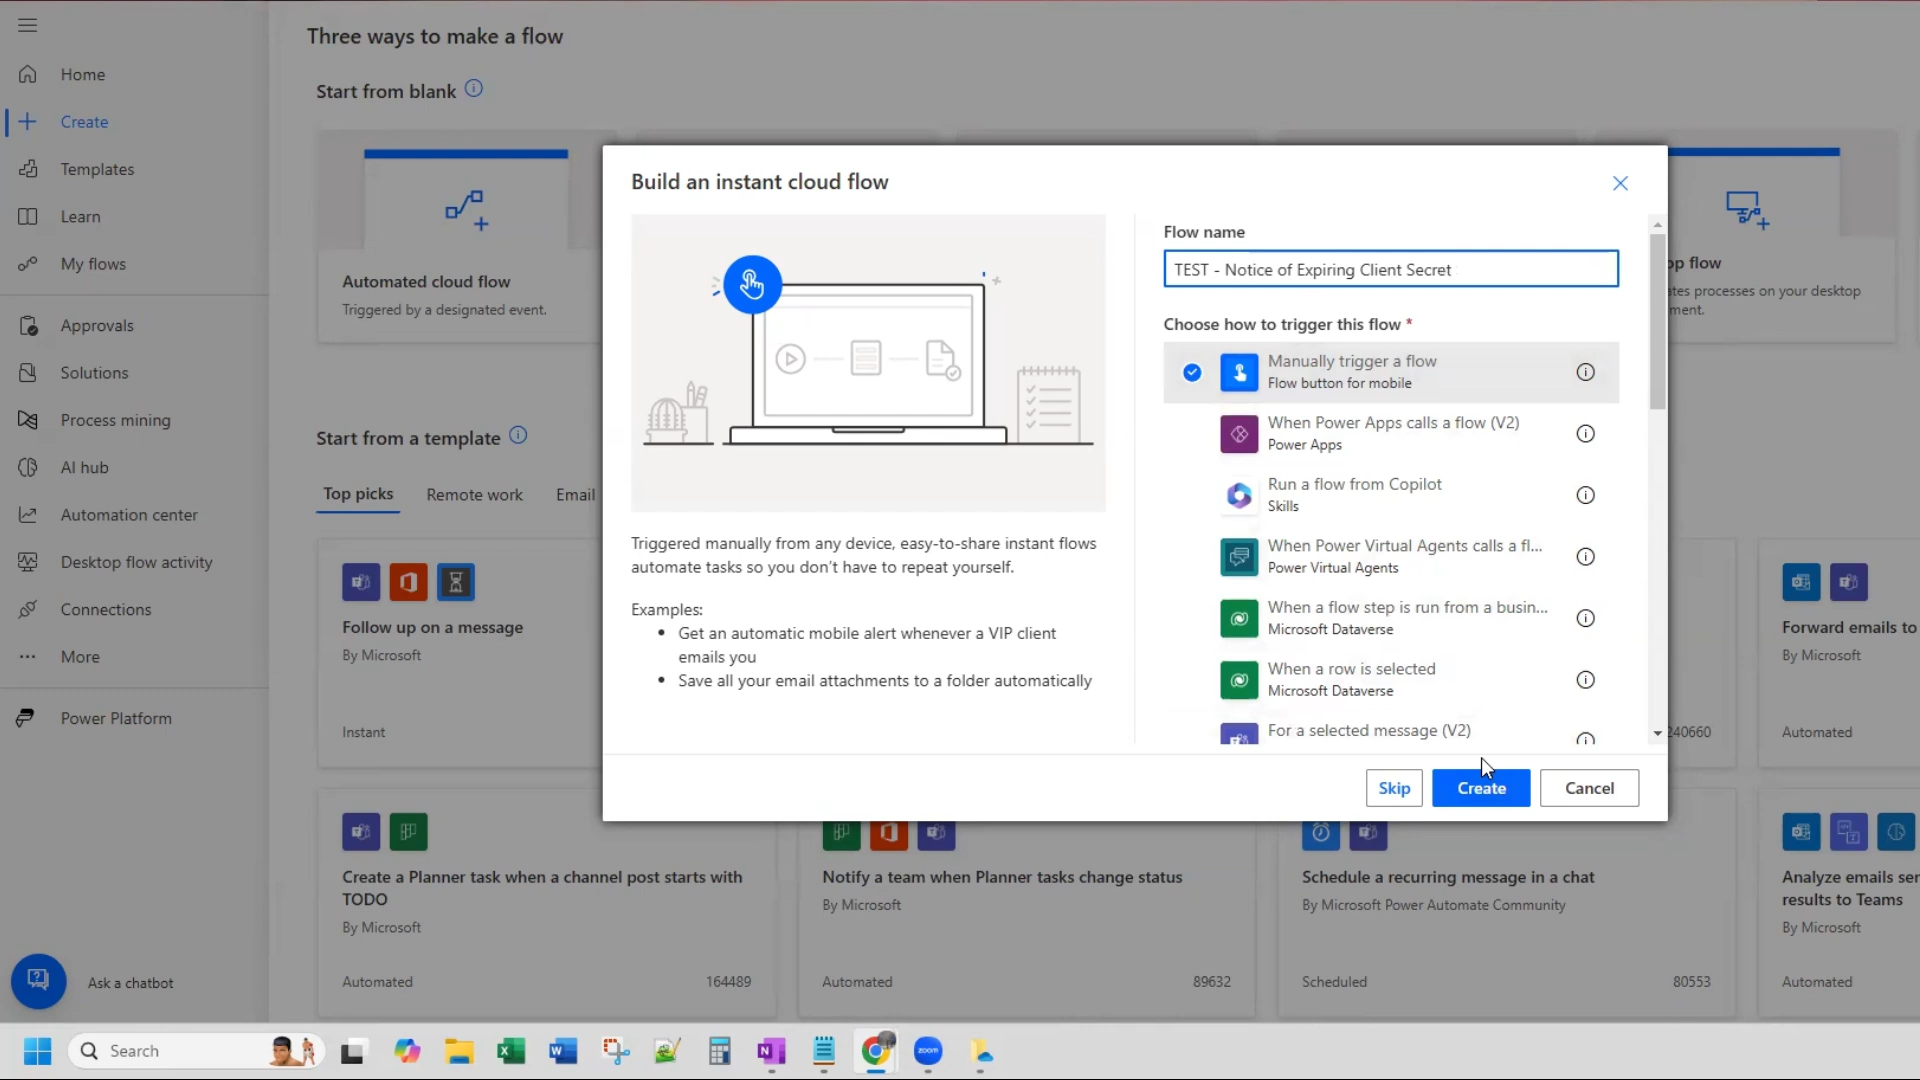 Three ways to make a flow
Home
Start from blank
Create
Templates
Learn
My flows
Automated cloud flow
Triggered by a designated event.
Approvals
Solutions
Process mining
AI hub
Automation center
Desktop flow activity
Connections
More
Power Platform
Ask a chatbot
Start from a template
Top picks
Remote work
Email
Follow up on a message
By Microsoft
Instant
Build an instant cloud flow
Triggered manually from any device, easy-to-share instant flows
automate tasks so you don't have to repeat yourself.
Examples:
Get an automatic mobile alert whenever a VIP client
emails you
Save all your email attachments to a folder automatically
Flow name
TEST - Notice of Expiring Client Secret
Choose how to trigger this flow *
Manually trigger a flow
Flow button for mobile
When Power Apps calls a flow (V2)
Power Apps
Run a flow from Copilot
Skills
When Power Virtual Agents calls a fl...
Power Virtual Agents
When a flow step is run from a busin...
Microsoft Dataverse
When a row is selected
Microsoft Dataverse
For a selected message (V2)
Skip
Create
Cancel
op flow
ates processes on your desktop
ment.
240660
Forward emails to
By Microsoft
Automated
Create a Planner task when a channel post starts with
TODO
By Microsoft
Automated
164489
Notify a team when Planner tasks change status
By Microsoft
Automated
89632
Schedule a recurring message in a chat
By Microsoft Power Automate Community
Scheduled
80553
Analyze emails ser
results to Teams
By Microsoft
Automated
Search
zoom